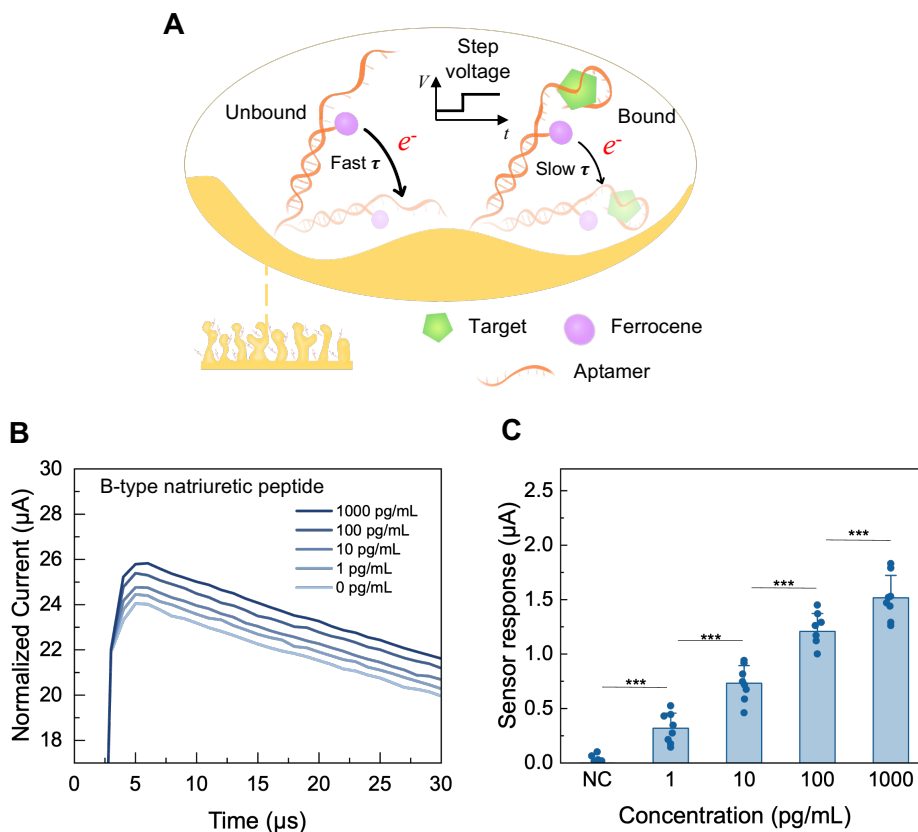 A
Step
voltage
V
t
Unbound
Bound
e-
Fast τ
e-
Slow τ
Target
Ferrocene
Aptamer
B
B-type natriuretic peptide
1000 pg/mL
100 pg/mL
10 pg/mL
1 pg/mL
0 pg/mL
Normalized Current (µA)
30
28
26
24
22
20
18
0 5 10 15 20 25 30
Time (µs)
C
Sensor response (µA)
2.5
2.0
1.5
1.0
0.5
0.0
***
***
***
***
NC 1 10 100 1000
Concentration (pg/mL)